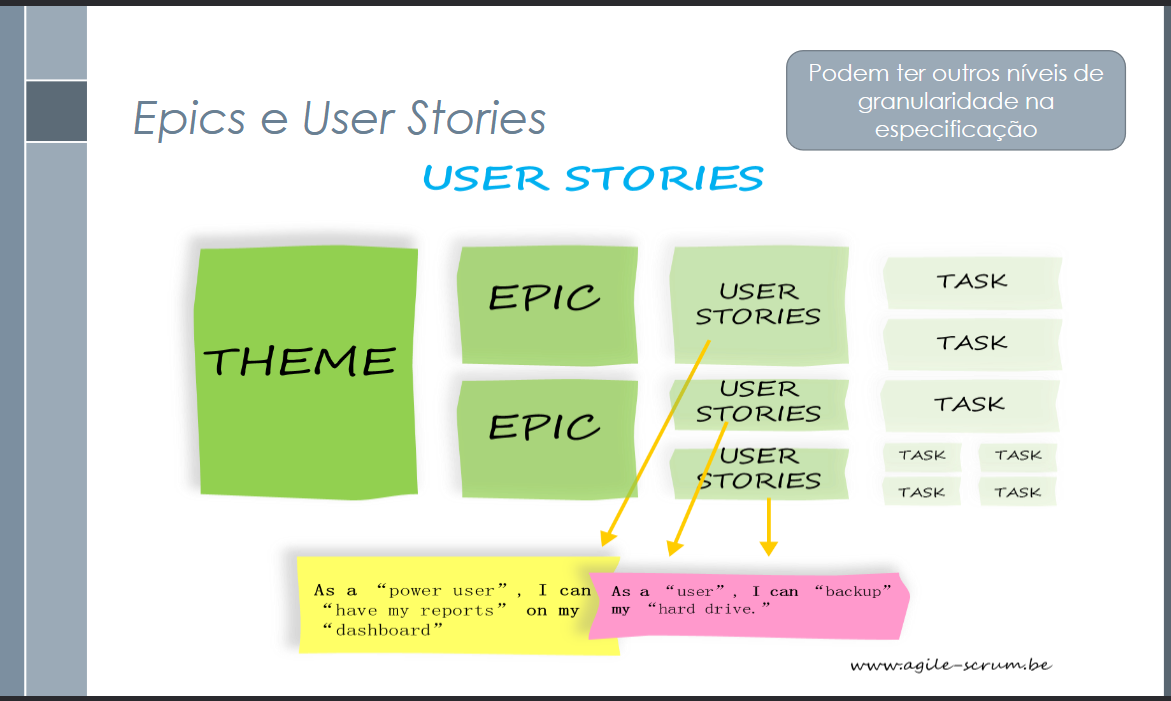 Podem ter outros níveis de
granularidade na
especificação
Epics e User Stories
USER STORIES
THEME
EPIC
EPIC
USER
STORIES
USER
STORIES
USER
STORIES
TASK
TASK
TASK
TASK TASK
TASK TASK
As a “power user”, I can
“have my reports” on my
“dashboard”
As a “user”, I can “backup”
my “hard drive.”
www.agile-scrum.be